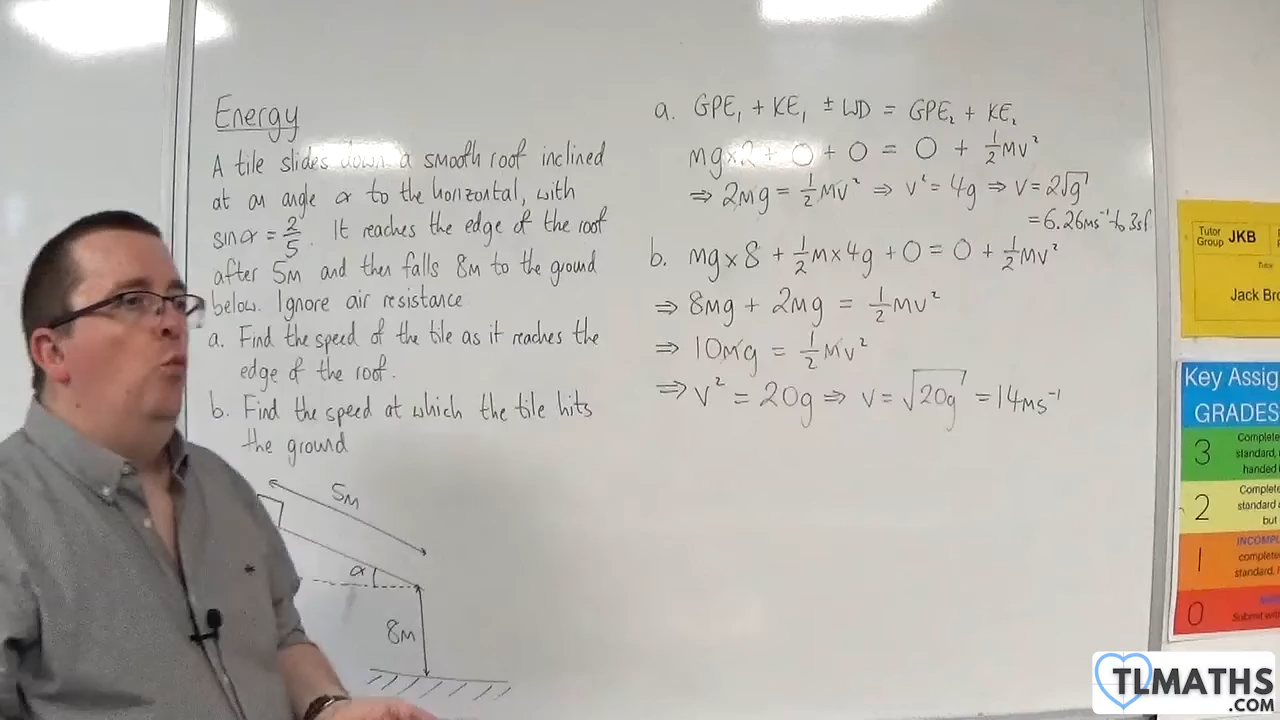 Energy
A tile slides down a smooth roof inclined
at an angle α to the horizontal, with
sinα = 2/5. It reaches the edge of the roof
after 5m and then falls 8m to the ground
below. Ignore air resistance
a. Find the speed of the tile as it reaches the
edge of the roof.
b. Find the speed at which the tile hits
the ground
5m
α
8m
a. GPE₁ + KE₁ ± WD = GPE₂ + KE₂
mg×2 + 0 + 0 = 0 + 1/2mv²
⇒ 2mg = 1/2mv² ⇒ v² = 4g ⇒ v = 2√g
= 6.26ms⁻¹ to 3sf
b. mg×8 + 1/2m×4g + 0 = 0 + 1/2mv²
⇒ 8mg + 2mg = 1/2mv²
⇒ 10mg = 1/2mv²
⇒ v² = 20g ⇒ v = √20g = 14ms⁻¹
Tutor
Group JKB
Tutor
Jack Bro
Key Assig
GRADES
3
Complete
standard,
handed
2
Complete
standard
but
1
INCOMPL
complete
standard,
0
Submit
TLMATHS
.COM